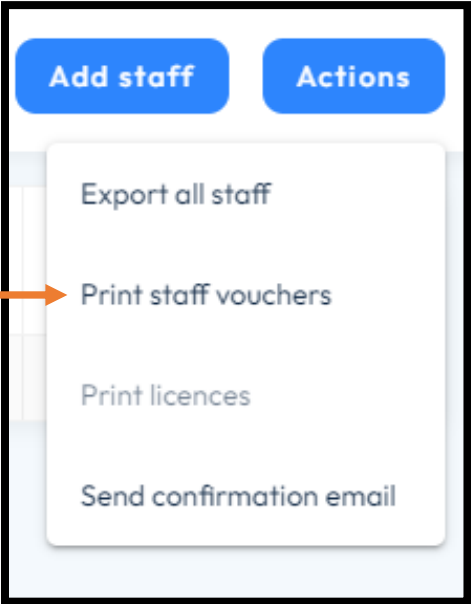 Add staff
Actions
Export all staff
Print staff vouchers
Print licences
Send confirmation email